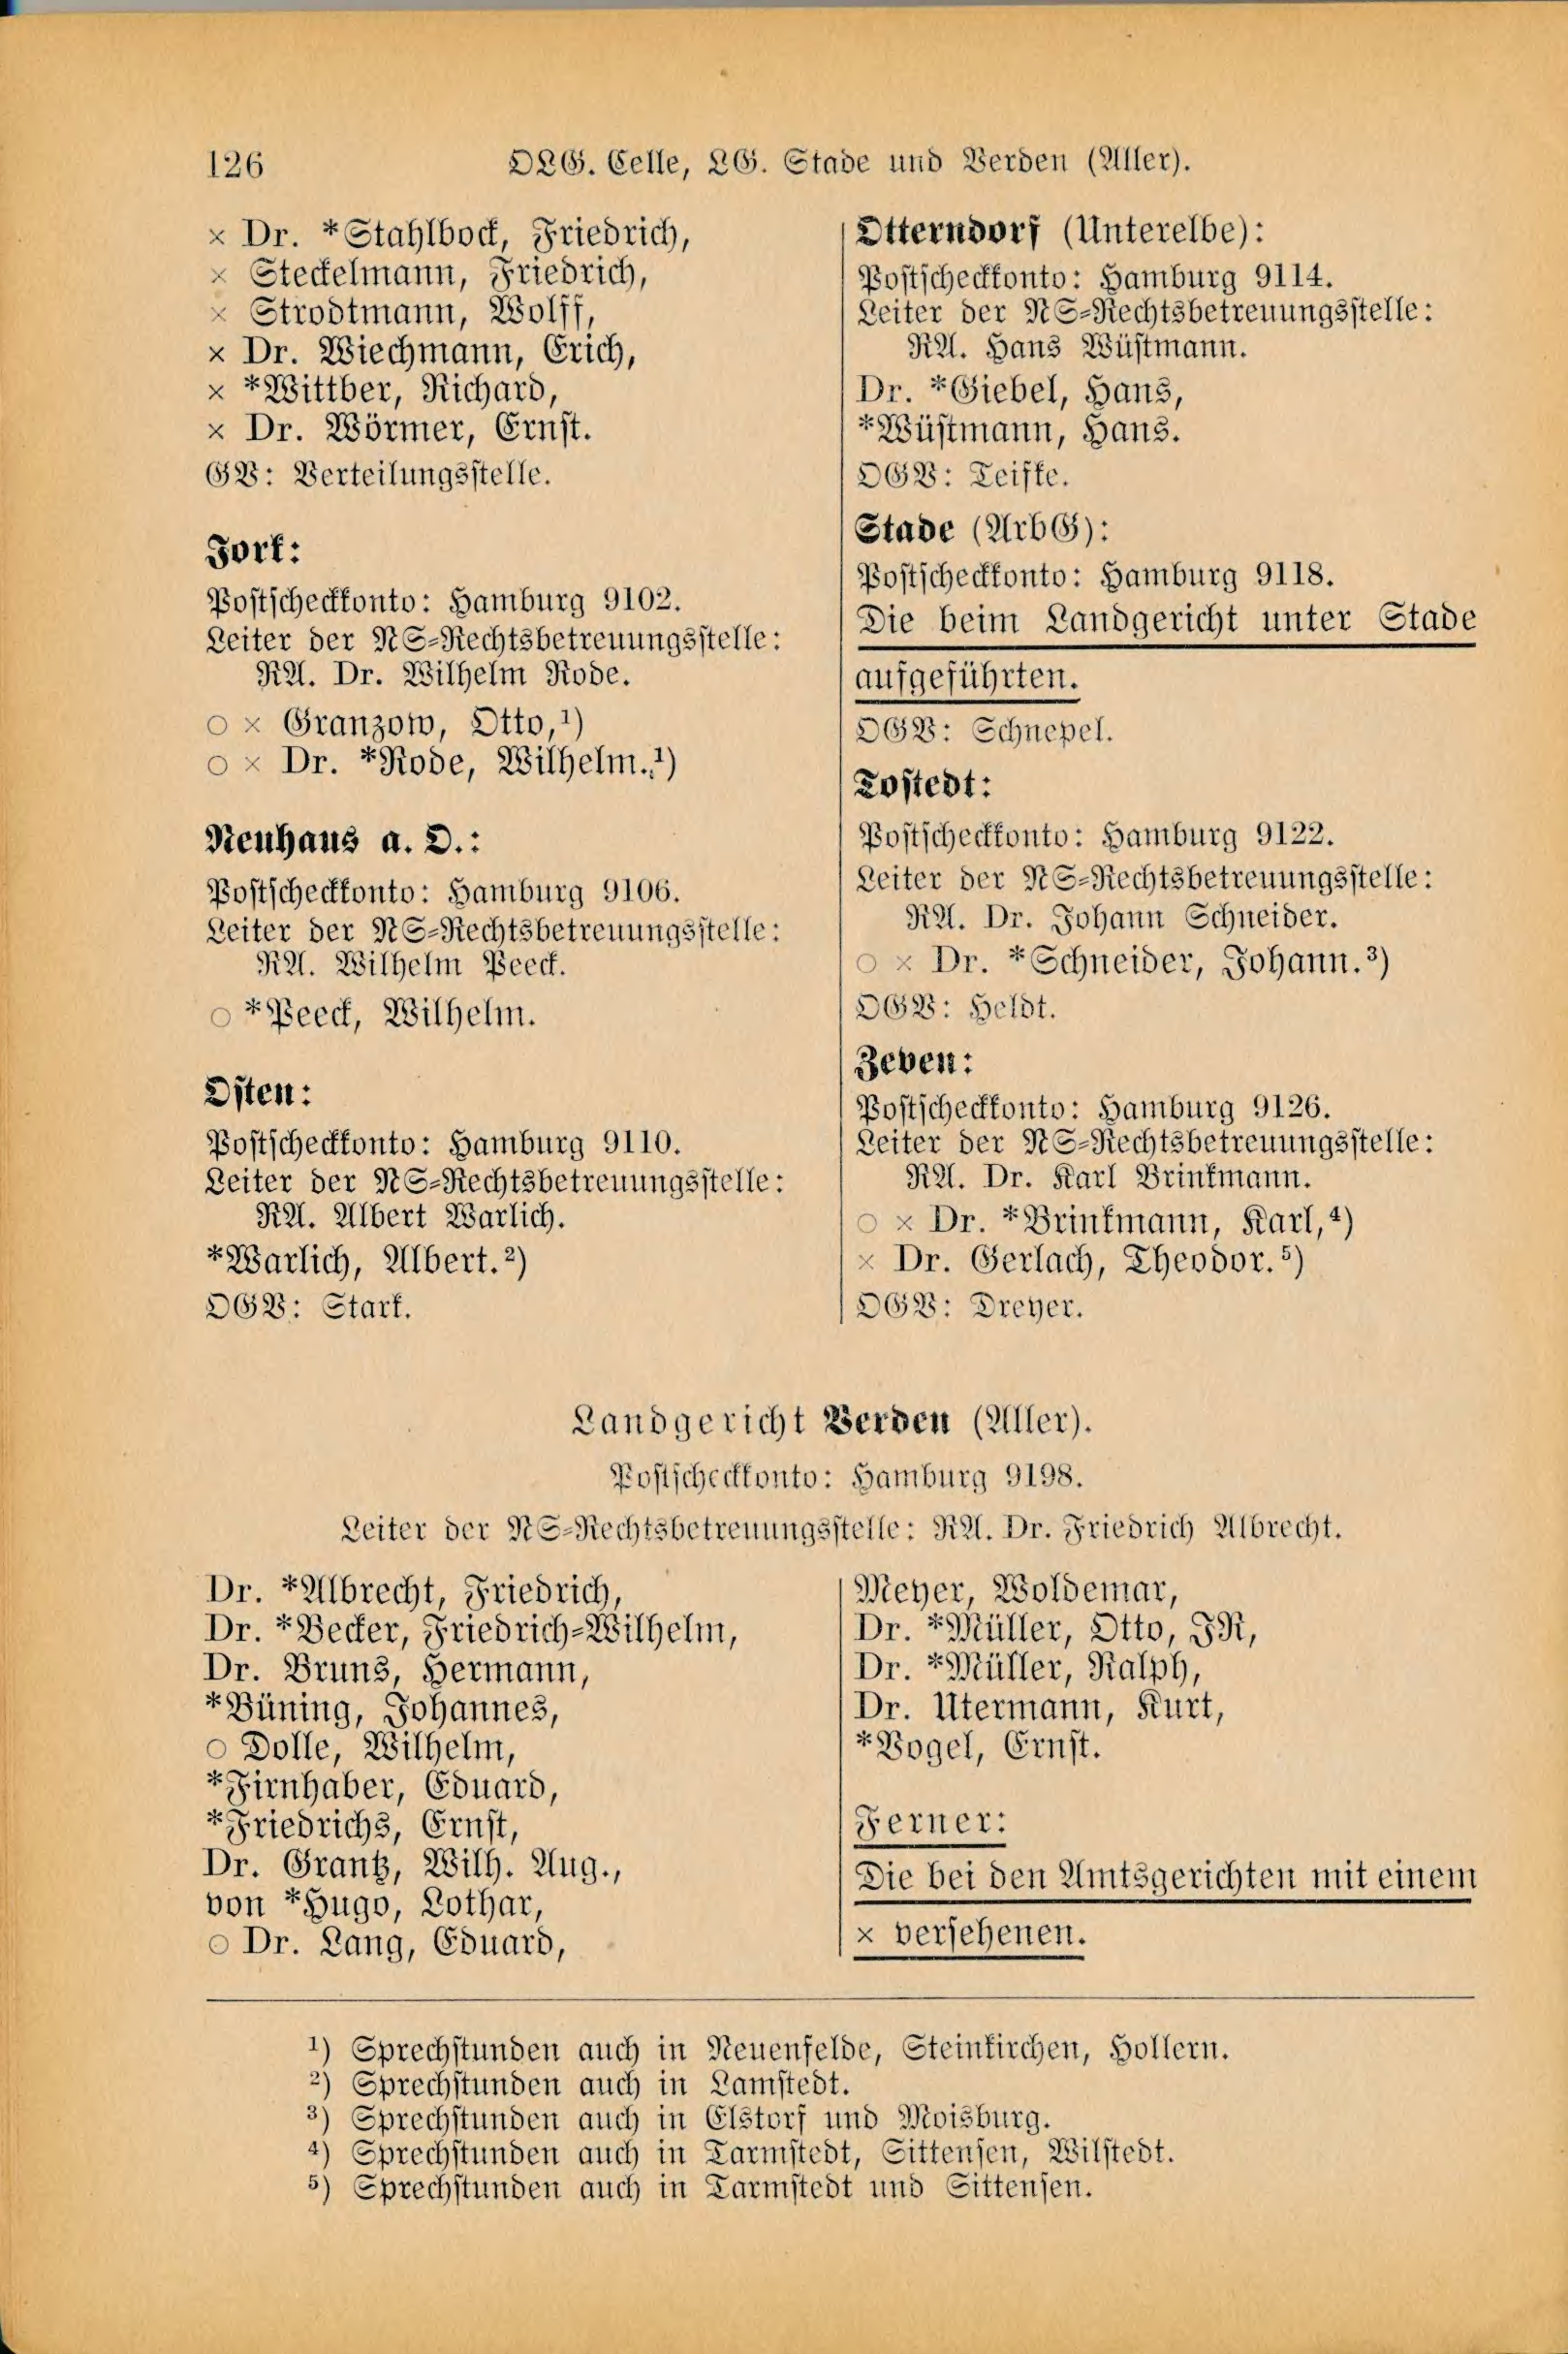 126
OLG. Celle, LG. Stade und Verden (Aller).
× Dr. *Stahlbock, Friedrich,
× Steckelmann, Friedrich,
× Strodtmann, Wolff,
× Dr. Wiechmann, Erich,
× *Wittber, Richard,
× Dr. Wörmer, Ernst.
GV: Verteilungsstelle.
Jork:
Postscheckkonto: Hamburg 9102.
Leiter der NS-Rechtsbetreuungsstelle:
RA. Dr. Wilhelm Rode.
○ × Granzow, Otto,¹)
○ × Dr. *Rode, Wilhelm.¹)
Neuhaus a. O.:
Postscheckkonto: Hamburg 9106.
Leiter der NS-Rechtsbetreuungsstelle:
RA. Wilhelm Peeck.
○ *Peeck, Wilhelm.
Osten:
Postscheckkonto: Hamburg 9110.
Leiter der NS-Rechtsbetreuungsstelle:
RA. Albert Warlich.
*Warlich, Albert.²)
OGV: Stark.
Otterndorf (Unterelbe):
Postscheckkonto: Hamburg 9114.
Leiter der NS-Rechtsbetreuungsstelle:
RA. Hans Wüstmann.
Dr. *Giebel, Hans,
*Wüstmann, Hans.
OGV: Teifke.
Stade (ArbG):
Postscheckkonto: Hamburg 9118.
Die beim Landgericht unter Stade
aufgeführten.
OGV: Schnepel.
Tostedt:
Postscheckkonto: Hamburg 9122.
Leiter der NS-Rechtsbetreuungsstelle:
RA. Dr. Johann Schneider.
○ × Dr. *Schneider, Johann.³)
OGV: Heldt.
Zeven:
Postscheckkonto: Hamburg 9126.
Leiter der NS-Rechtsbetreuungsstelle:
RA. Dr. Karl Brinkmann.
○ × Dr. *Brinkmann, Karl,⁴)
× Dr. Gerlach, Theodor.⁵)
OGV: Dreyer.
Landgericht Verden (Aller).
Postscheckkonto: Hamburg 9198.
Leiter der NS-Rechtsbetreuungsstelle: RA. Dr. Friedrich Albrecht.
Dr. *Albrecht, Friedrich,
Dr. *Becker, Friedrich-Wilhelm,
Dr. Bruns, Hermann,
*Büning, Johannes,
○ Dolle, Wilhelm,
*Firnhaber, Eduard,
*Friedrichs, Ernst,
Dr. Grantz, Wilh. Aug.,
von *Hugo, Lothar,
○ Dr. Lang, Eduard,
Meyer, Woldemar,
Dr. *Müller, Otto, JR,
Dr. *Müller, Ralph,
Dr. Utermann, Kurt,
*Vogel, Ernst.
Ferner:
Die bei den Amtsgerichten mit einem
× versehenen.
¹) Sprechstunden auch in Neuenfelde, Steinkirchen, Hollern.
²) Sprechstunden auch in Lamstedt.
³) Sprechstunden auch in Elstorf und Moisburg.
⁴) Sprechstunden auch in Tarmstedt, Sittensen, Wilstedt.
⁵) Sprechstunden auch in Tarmstedt und Sittensen.